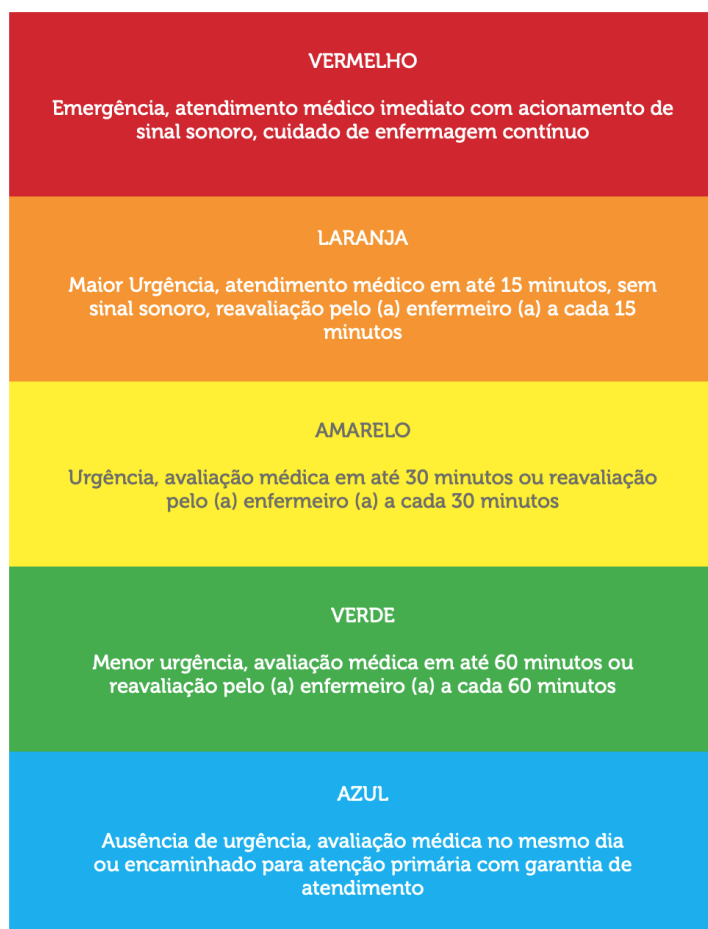 VERMELHO
Emergência, atendimento médico imediato com acionamento de
sinal sonoro, cuidado de enfermagem contínuo
LARANJA
Maior Urgência, atendimento médico em até 15 minutos, sem
sinal sonoro, reavaliação pelo (a) enfermeiro (a) a cada 15
minutos
AMARELO
Urgência, avaliação médica em até 30 minutos ou reavaliação
pelo (a) enfermeiro (a) a cada 30 minutos
VERDE
Menor urgência, avaliação médica em até 60 minutos ou
reavaliação pelo (a) enfermeiro (a) a cada 60 minutos
AZUL
Ausência de urgência, avaliação médica no mesmo dia
ou encaminhado para atenção primária com garantia de
atendimento